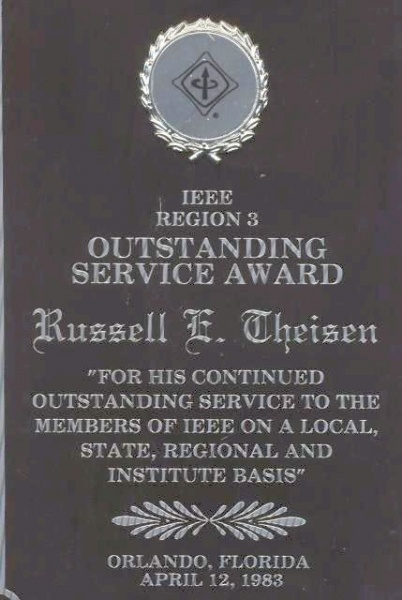 IEEE
REGION 3
OUTSTANDING
SERVICE AWARD
Russell E. Theisen
"FOR HIS CONTINUED
OUTSTANDING SERVICE TO THE
MEMBERS OF IEEE ON A LOCAL,
STATE, REGIONAL AND
INSTITUTE BASIS"
ORLANDO, FLORIDA
APRIL 12, 1983